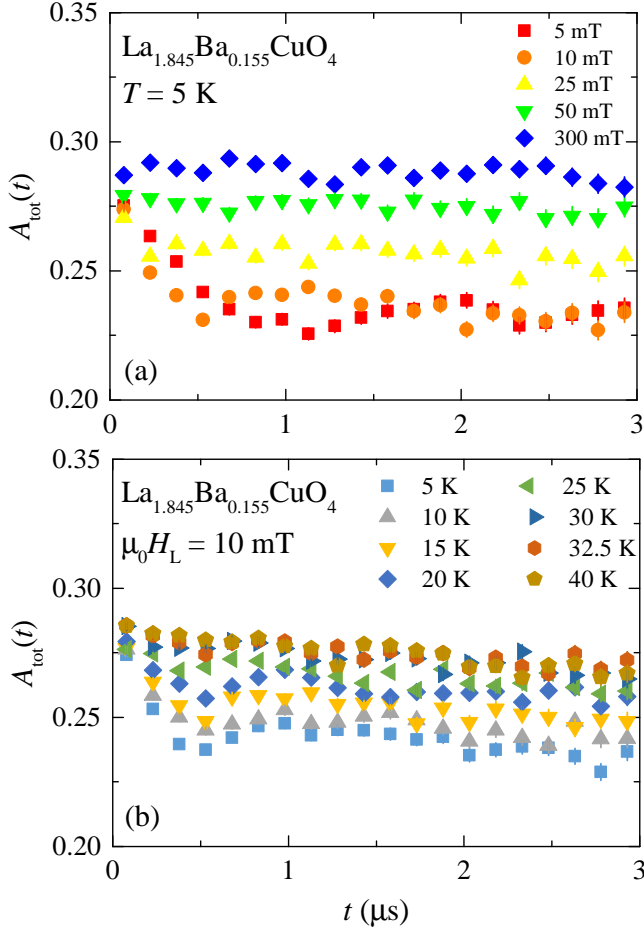 0.35
La1.845Ba0.155CuO4
T = 5 K
5 mT
10 mT
25 mT
50 mT
300 mT
0.30
Atot(t)
0.25
(a)
0.20
0 1 2 3
0.35
La1.845Ba0.155CuO4
μ0HL = 10 mT
5 K 25 K
10 K 30 K
15 K 32.5 K
20 K 40 K
0.30
Atot(t)
0.25
(b)
0.20
0 1 2 3
t (μs)